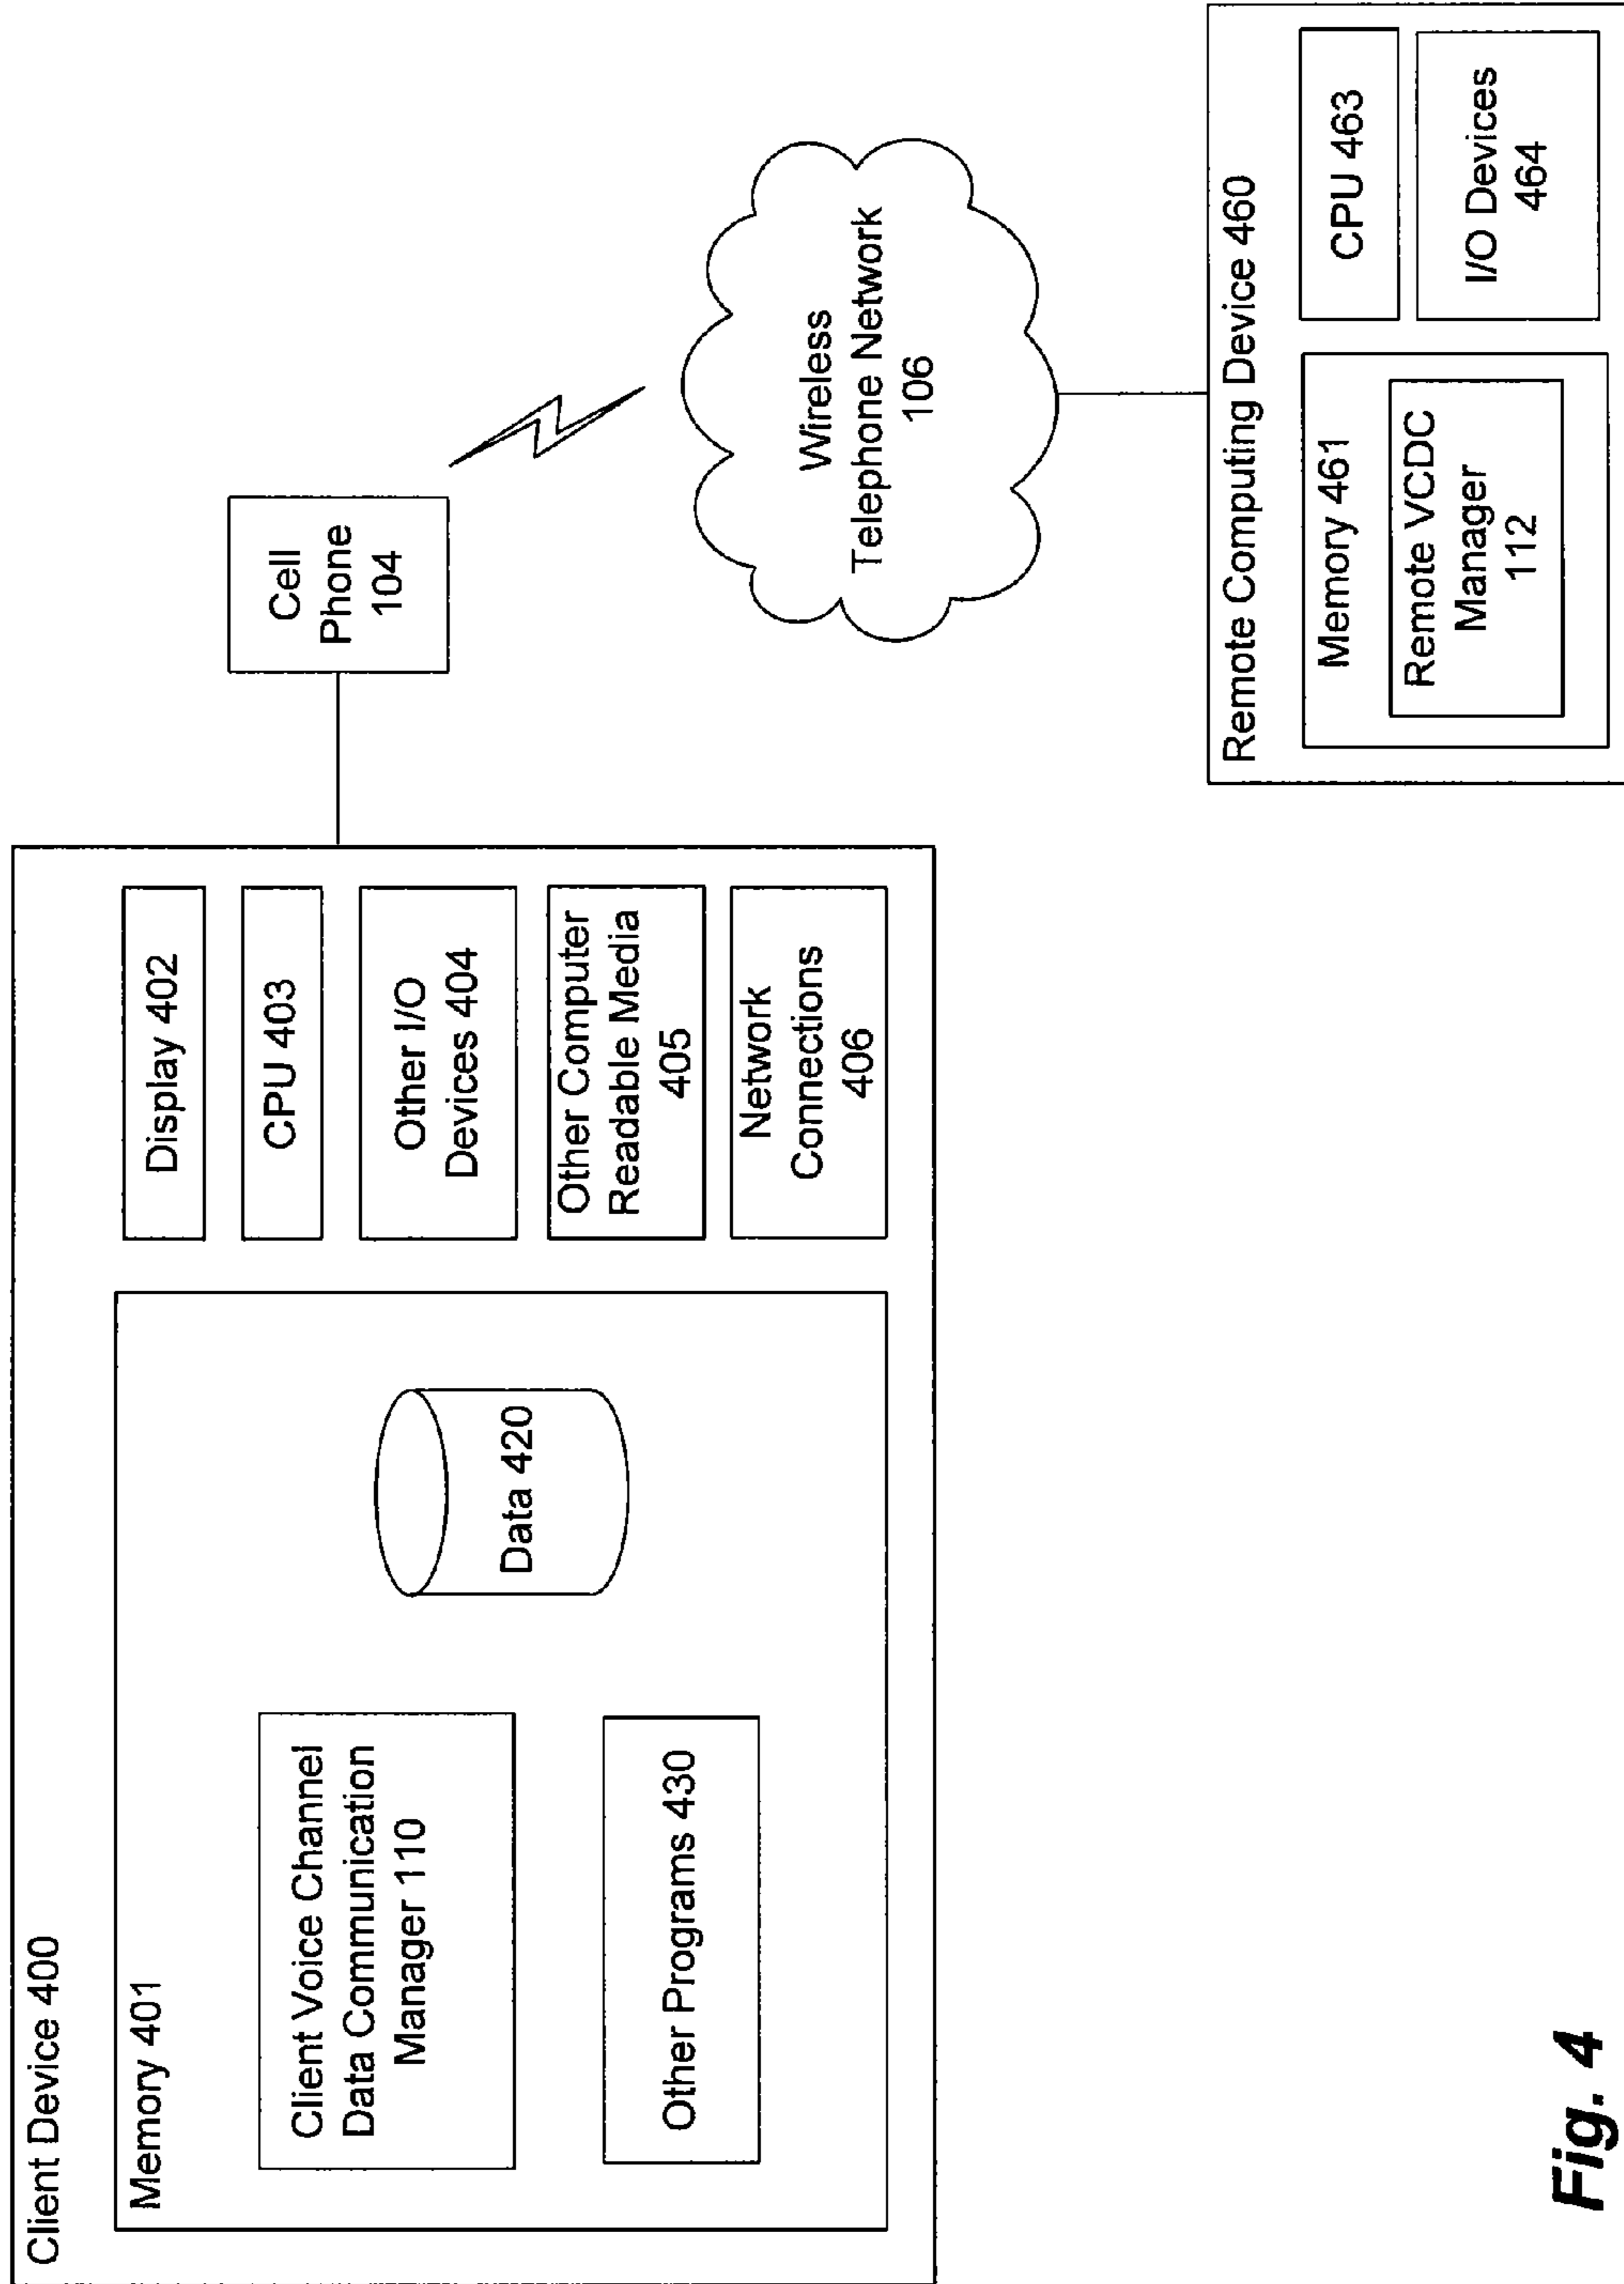 Client Device 400
Memory 401
Client Voice Channel
Data Communication
Manager 110
Other Programs 430
Data 420
Display 402
CPU 403
Other I/O
Devices 404
Other Computer
Readable Media
405
Network
Connections
406
Cell
Phone
104
Wireless
Telephone Network
106
Remote Computing Device 460
Memory 461
Remote VCDC
Manager
112
CPU 463
I/O Devices
464
Fig. 4